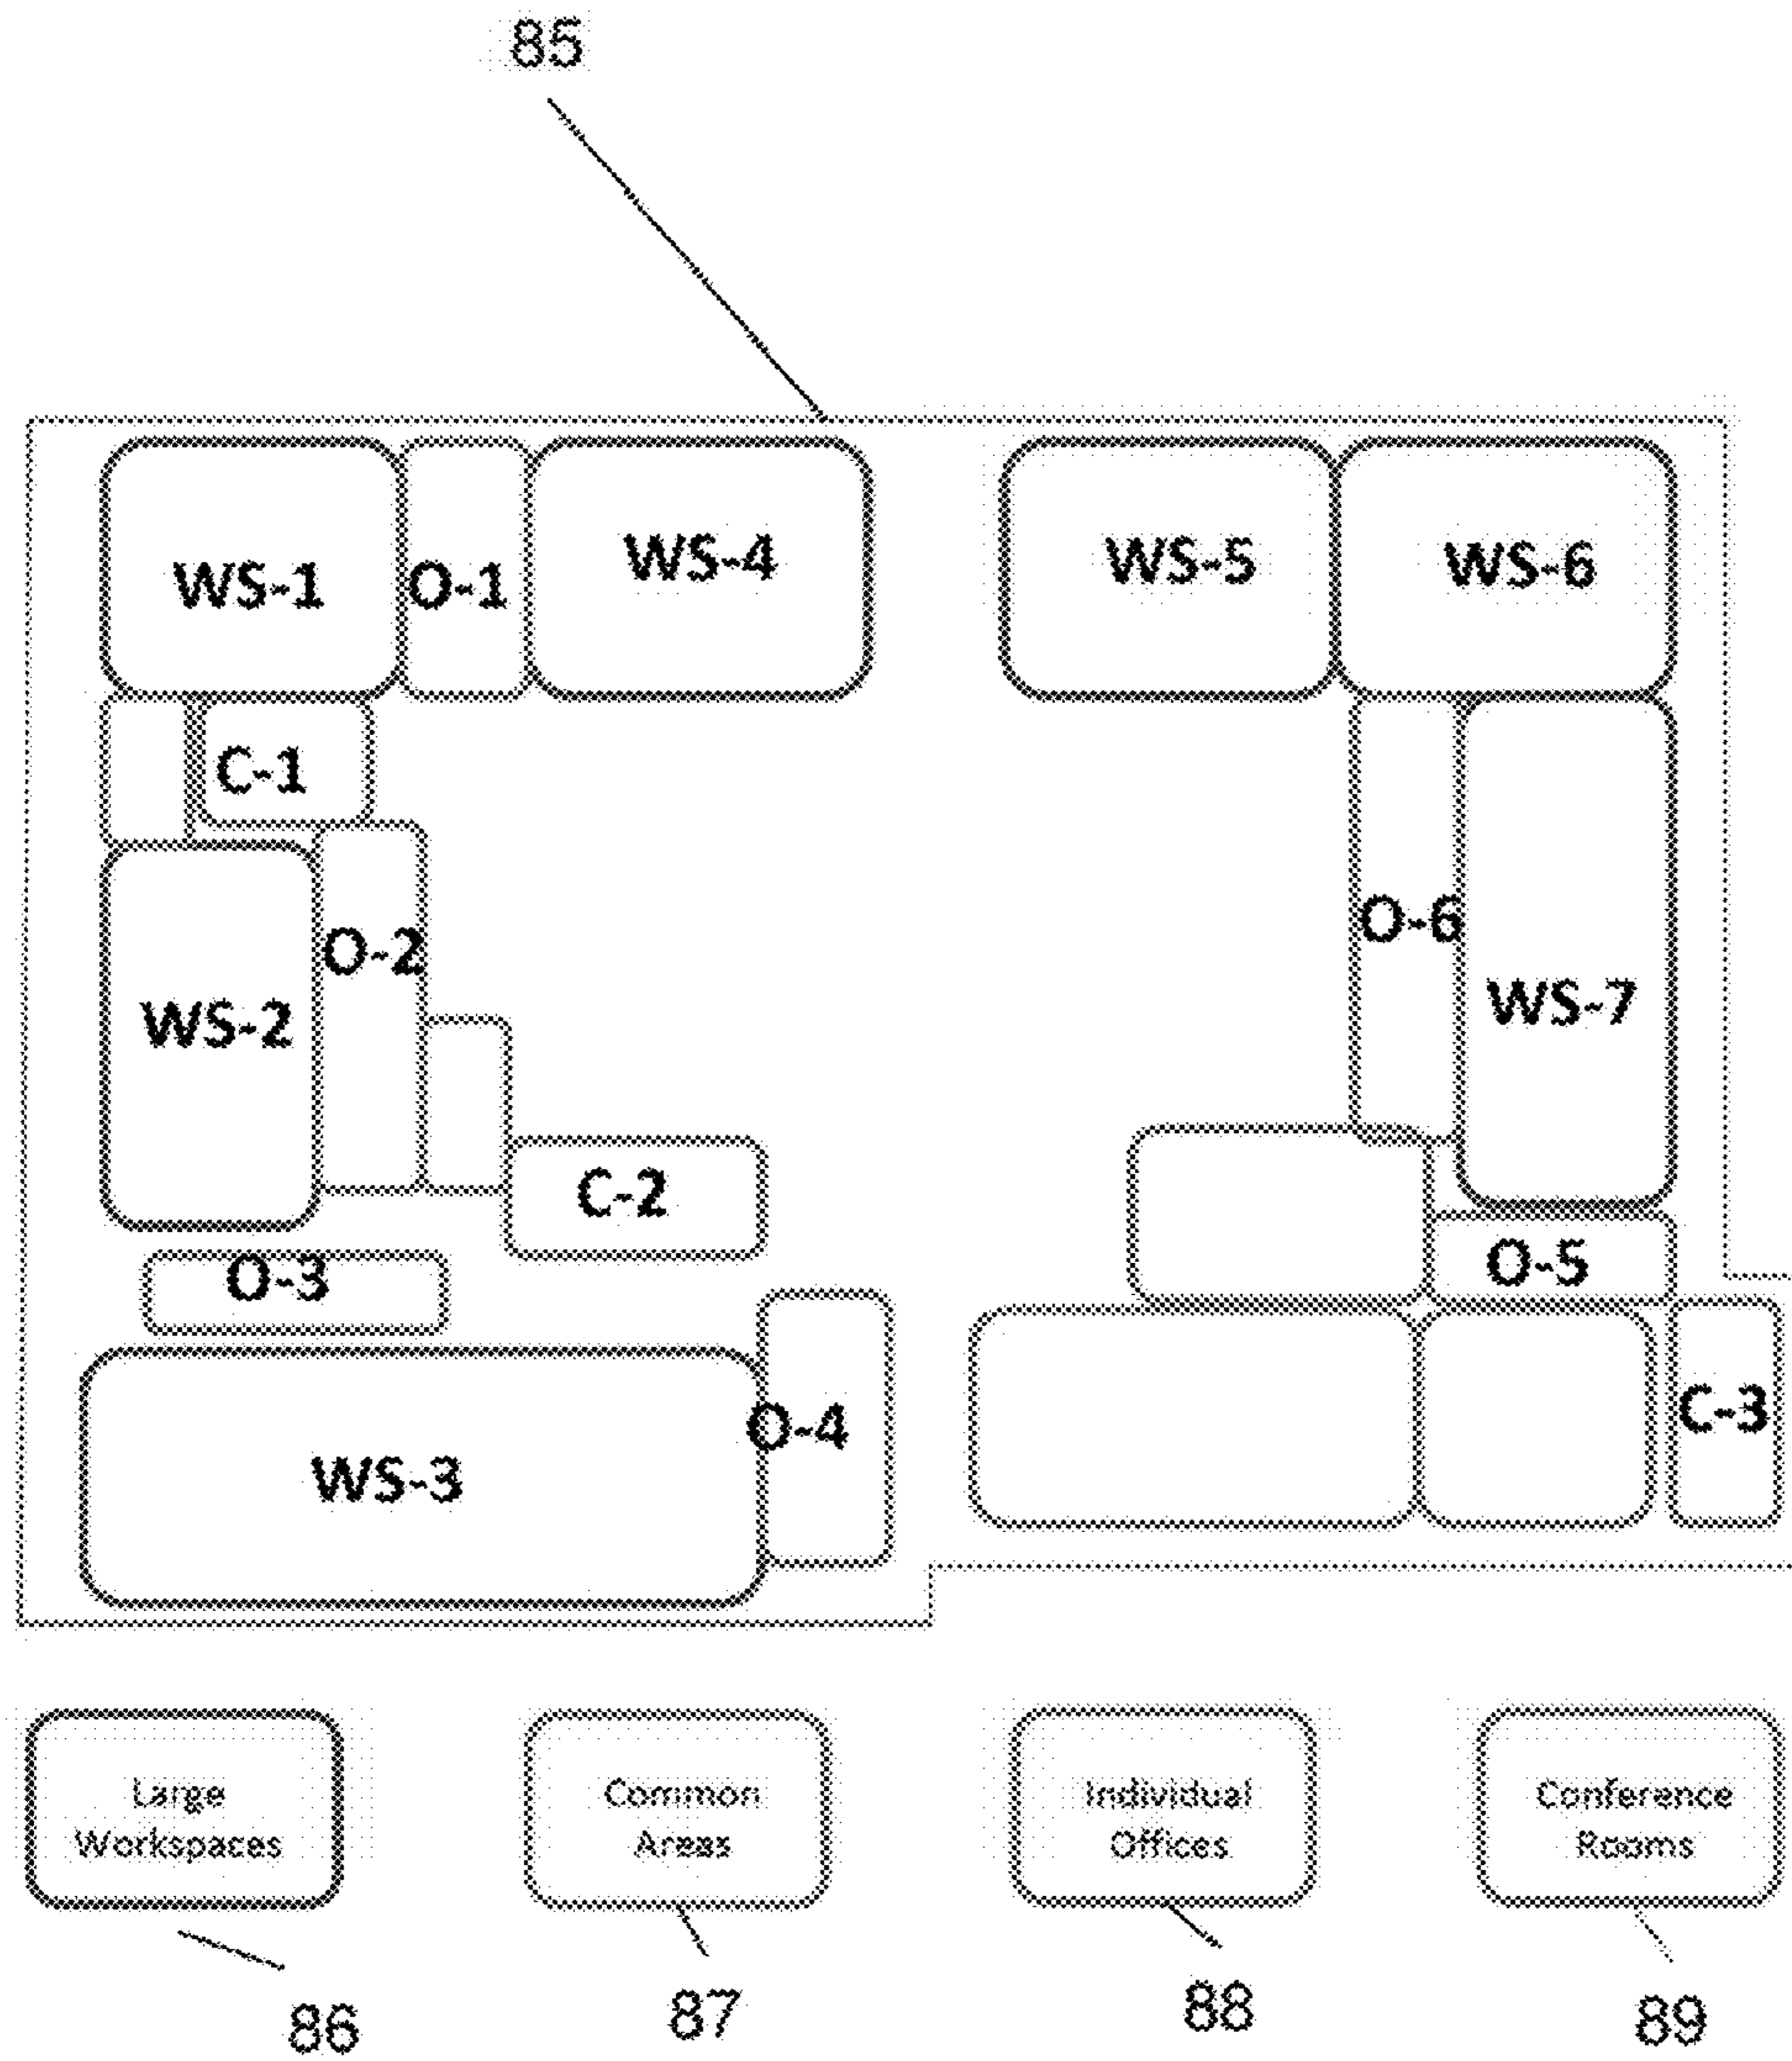 85
WS-1
O-1
WS-4
WS-5
WS-6
C-1
O-2
O-6
WS-2
WS-7
C-2
O-3
O-5
O-4
C-3
WS-3
Large
Workspaces
Common
Areas
Individual
Offices
Conference
Rooms
86
87
88
89